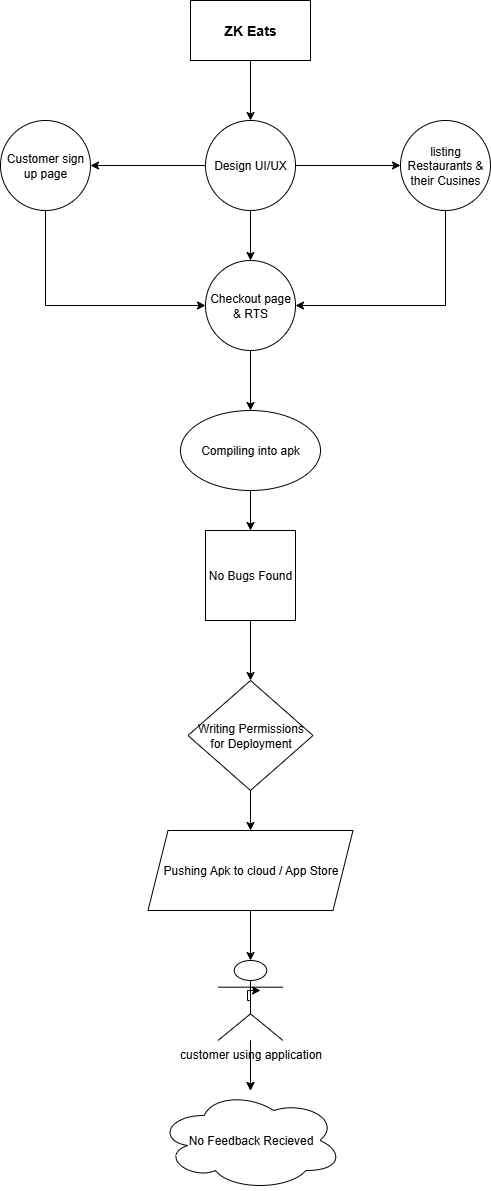 ZK Eats
Customer sign
up page
Design UI/UX
listing
Restaurants &
their Cusines
Checkout page
& RTS
Compiling into apk
No Bugs Found
Writing Permissions
for Deployment
Pushing Apk to cloud / App Store
customer using application
No Feedback Recieved